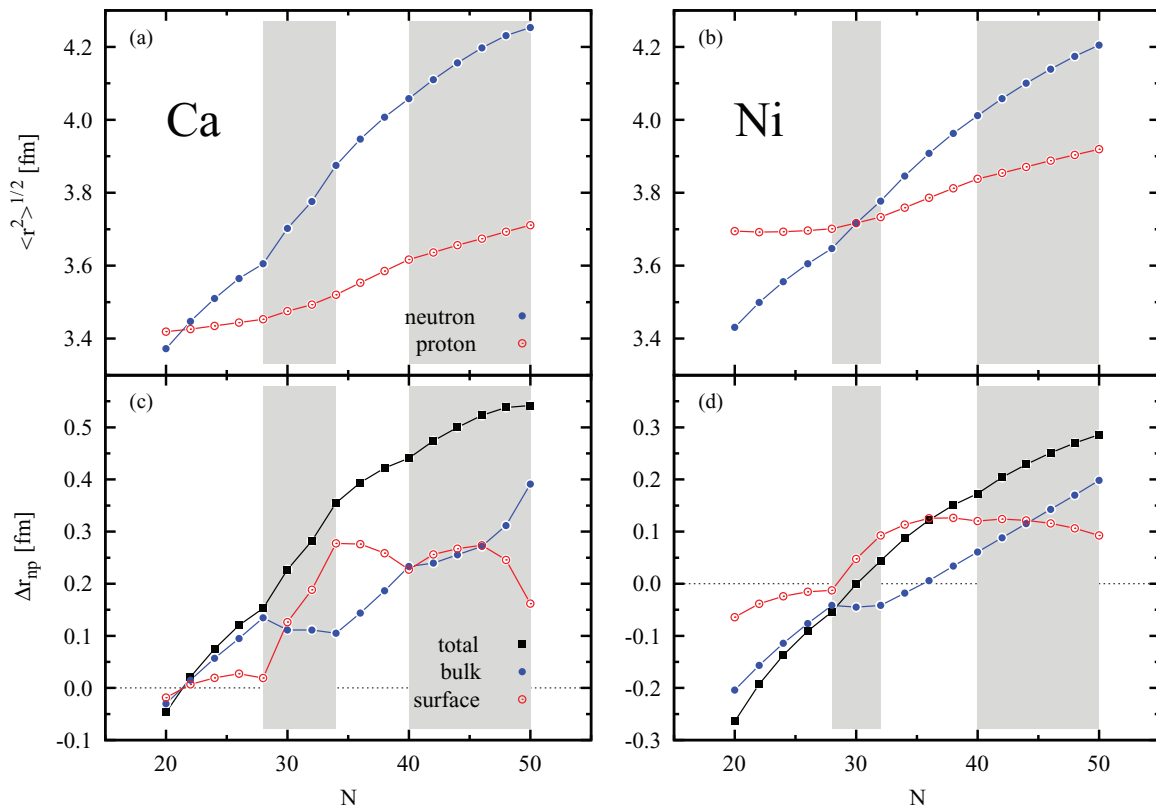 (a)
(b)
4.2
4.2
Ca
Ni
4.0
4.0
<r²>¹/² [fm]
3.8
3.8
3.6
3.6
neutron
proton
3.4
3.4
(c)
(d)
0.5
0.3
0.4
0.2
0.3
0.1
Δr_np [fm]
0.2
0.0
0.1
-0.1
total
bulk
surface
0.0
-0.2
-0.1
-0.3
20 30 40 50
20 30 40 50
N
N